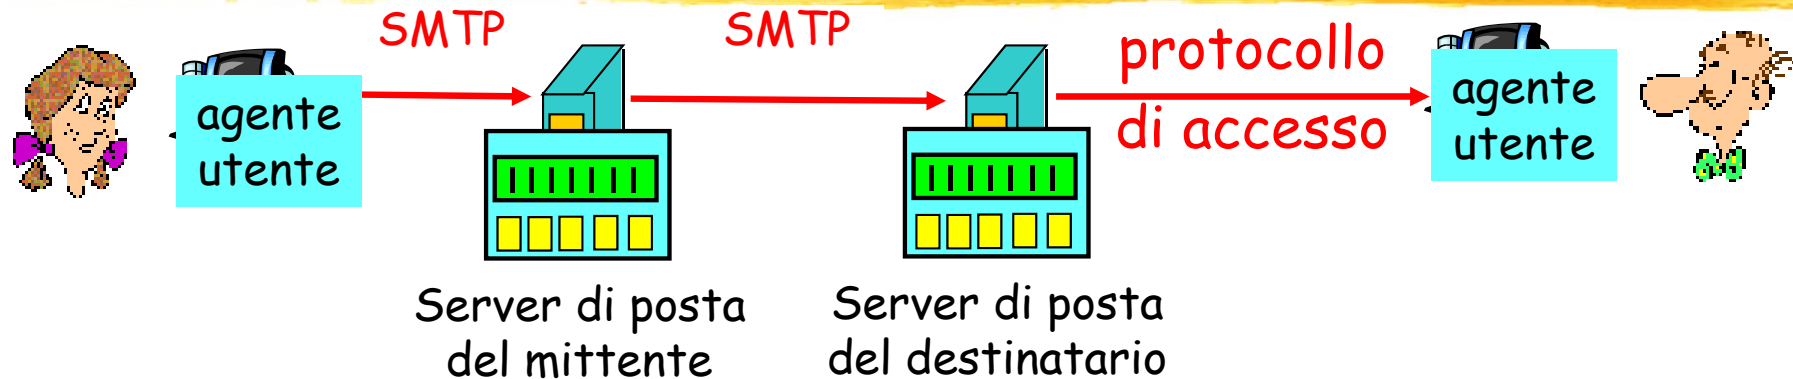 SMTP
SMTP
protocollo
di accesso
agente
utente
agente
utente
Server di posta
del mittente
Server di posta
del destinatario